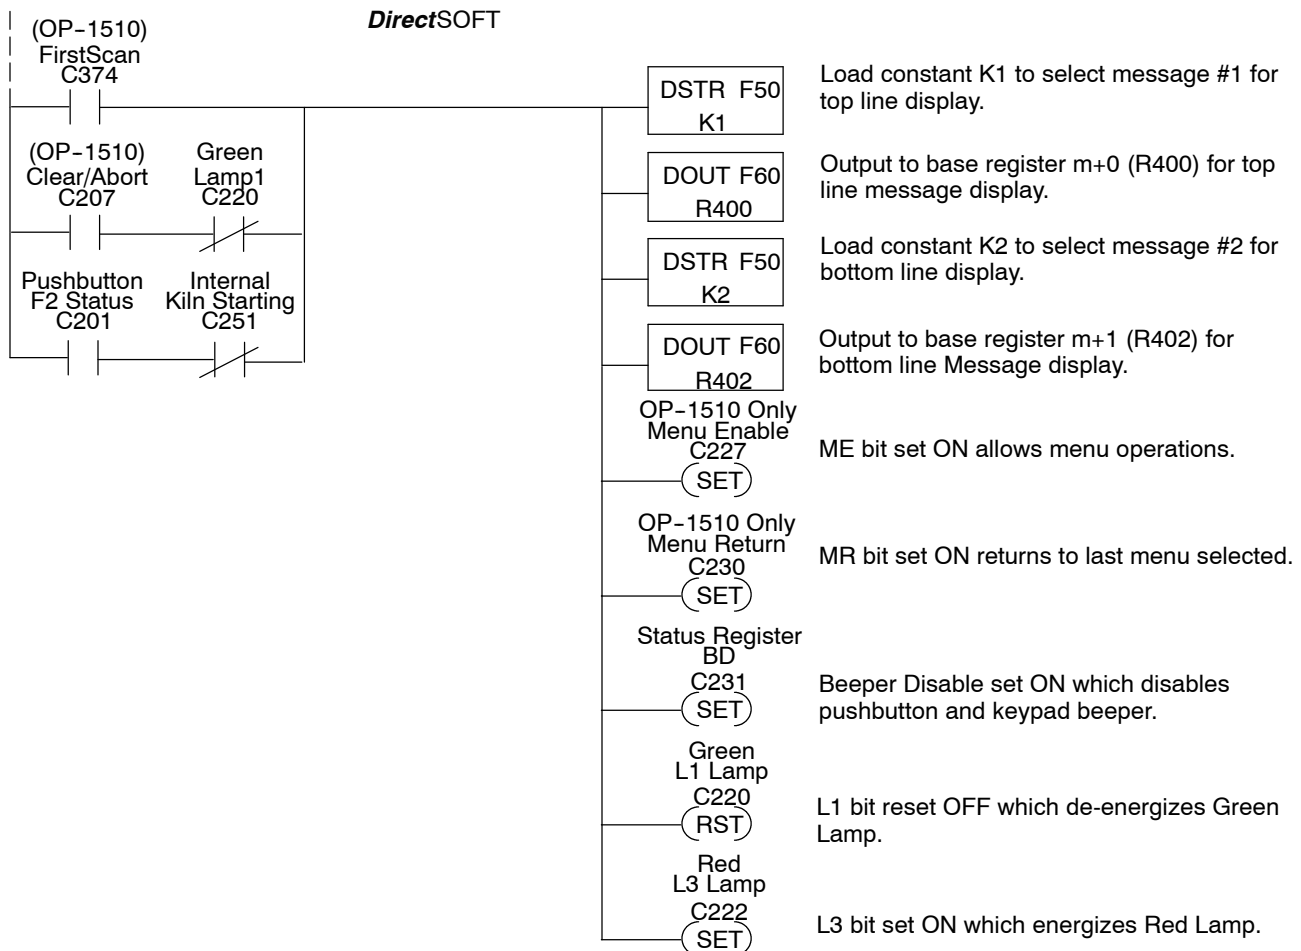 DirectSOFT
(OP-1510)
FirstScan
C374
(OP-1510)
Clear/Abort
C207
Green
Lamp1
C220
Pushbutton
F2 Status
C201
Internal
Kiln Starting
C251
DSTR F50
K1
Load constant K1 to select message #1 for
top line display.
DOUT F60
R400
Output to base register m+0 (R400) for top
line message display.
DSTR F50
K2
Load constant K2 to select message #2 for
bottom line display.
DOUT F60
R402
Output to base register m+1 (R402) for
bottom line Message display.
OP-1510 Only
Menu Enable
C227
SET
ME bit set ON allows menu operations.
OP-1510 Only
Menu Return
C230
SET
MR bit set ON returns to last menu selected.
Status Register
BD
C231
SET
Beeper Disable set ON which disables
pushbutton and keypad beeper.
Green
L1 Lamp
C220
RST
L1 bit reset OFF which de-energizes Green
Lamp.
Red
L3 Lamp
C222
SET
L3 bit set ON which energizes Red Lamp.